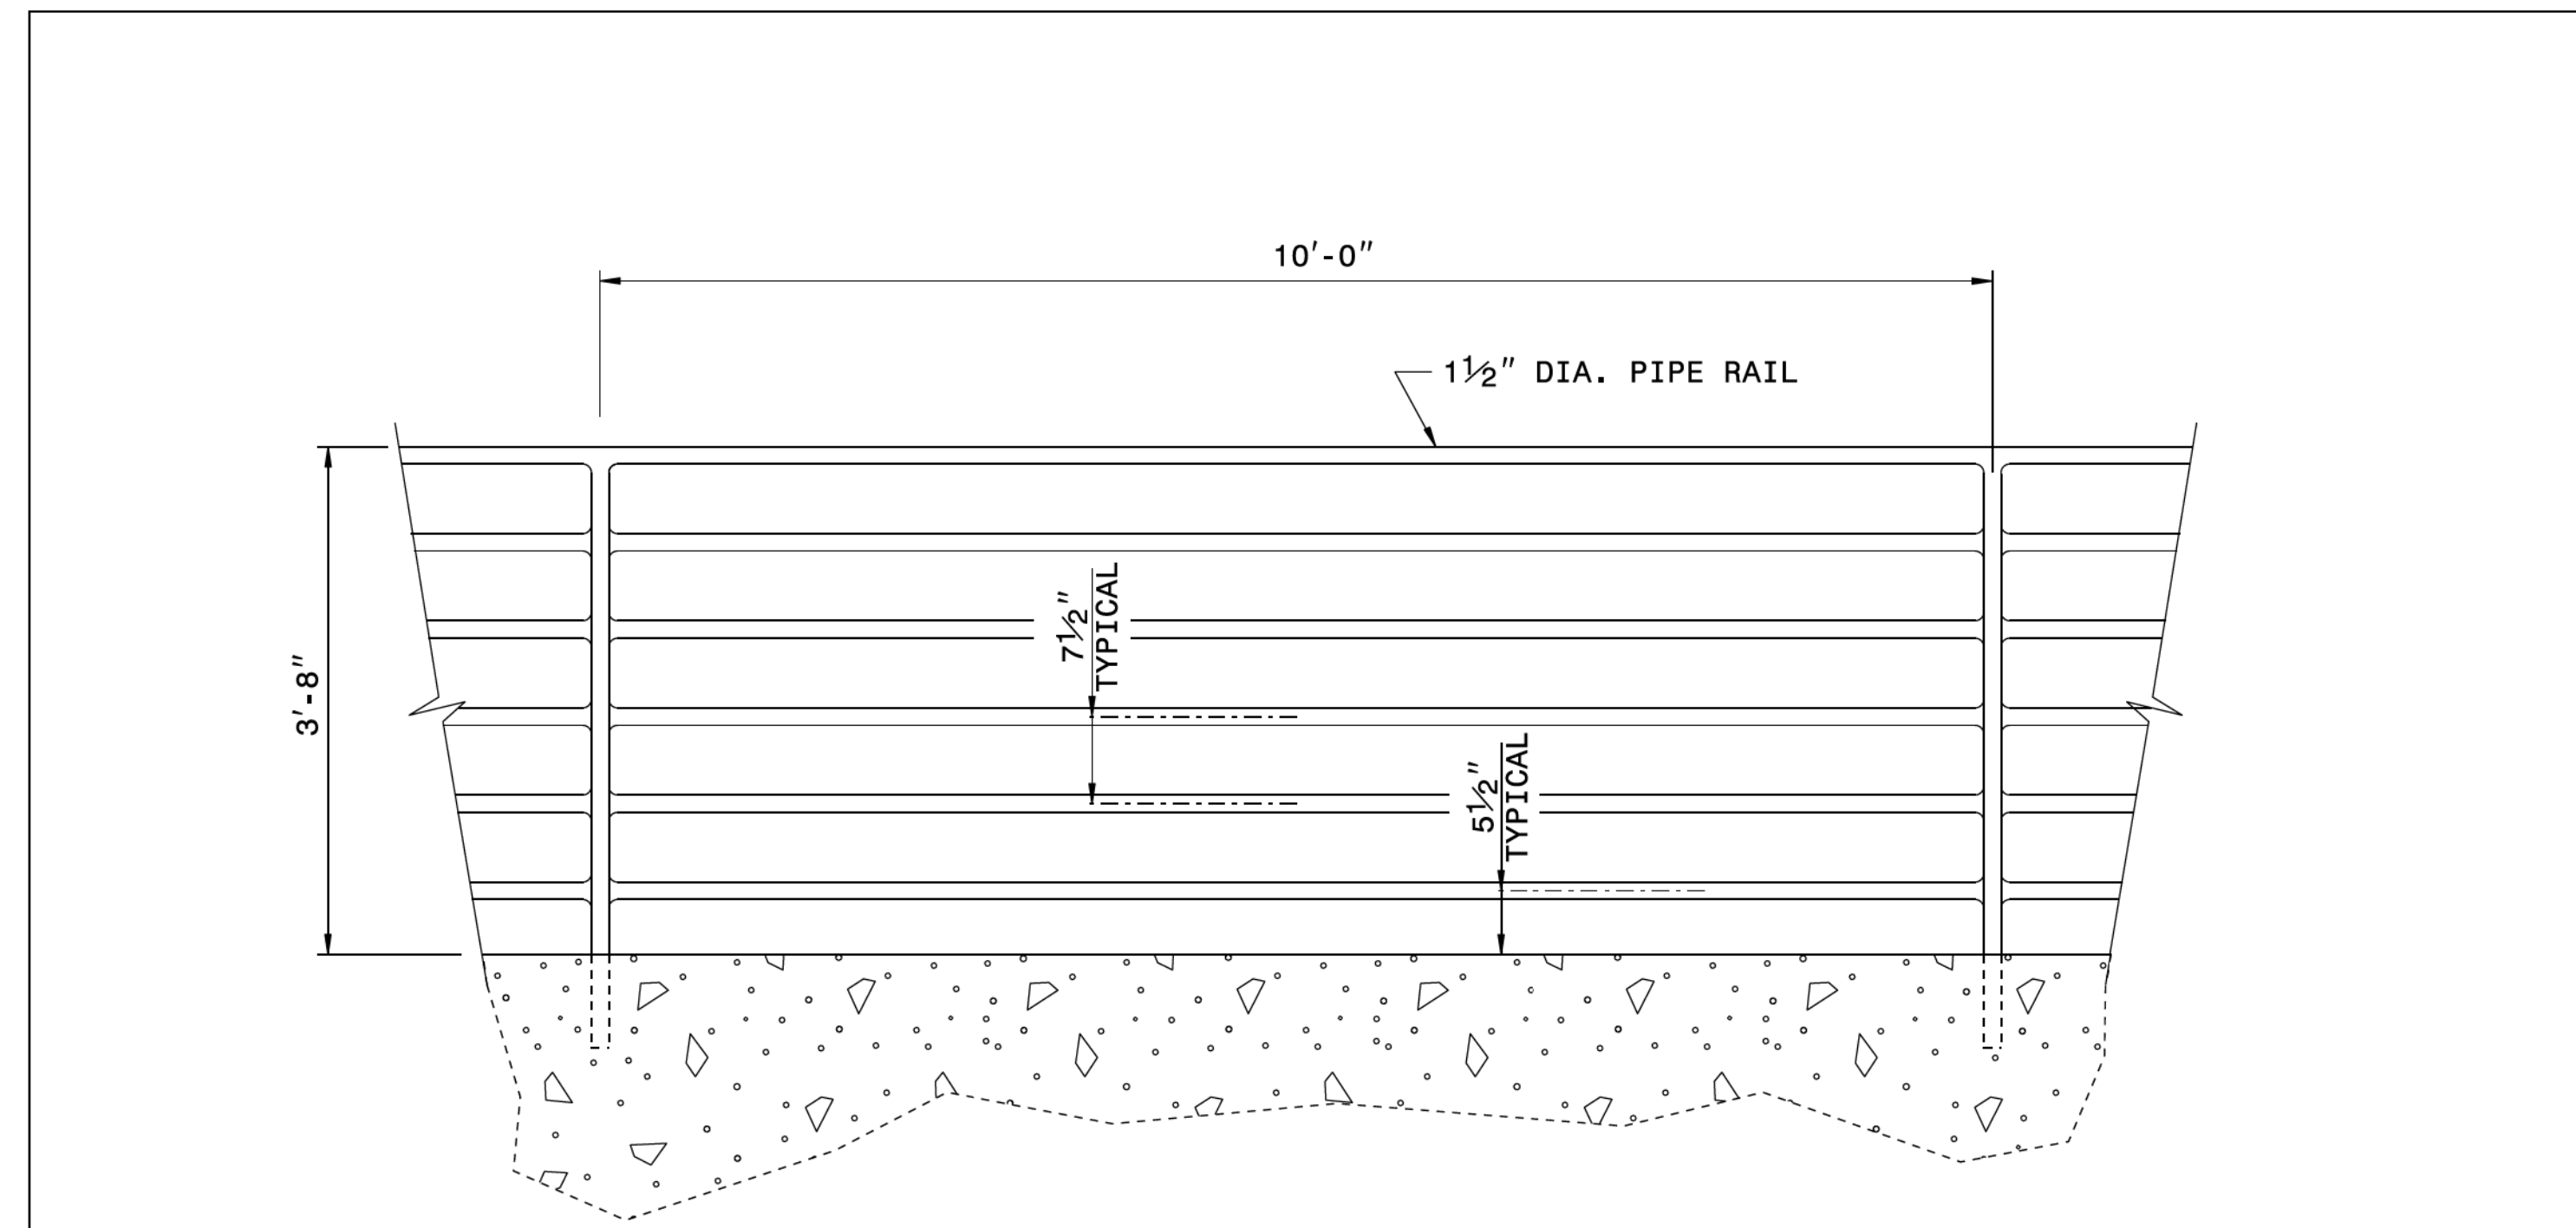 10'-0"
1½" DIA. PIPE RAIL
3'-8"
7½"
TYPICAL
5½"
TYPICAL